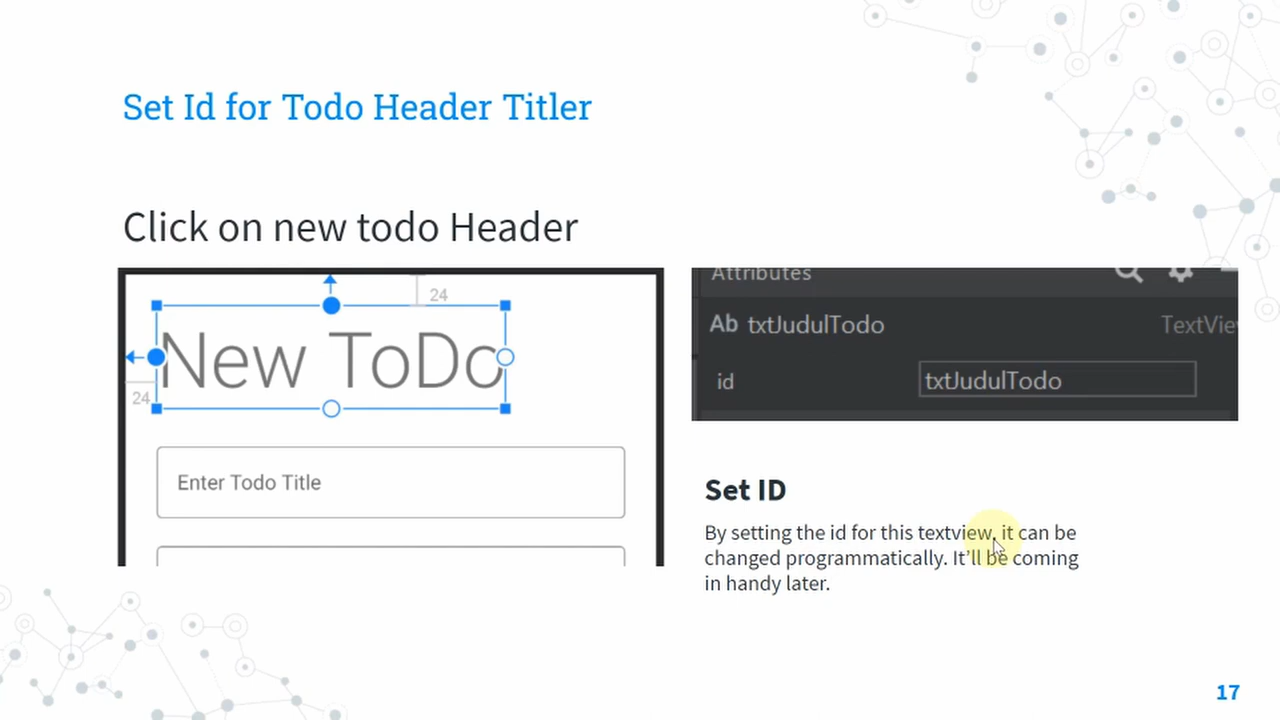 Set Id for Todo Header Titler
Click on new todo Header
24
New ToDo
24
Enter Todo Title
Attributes
Ab txtJudulTodo
id
txtJudulTodo
Set ID
By setting the id for this textview, it can be
changed programmatically. It’ll be coming
in handy later.
17